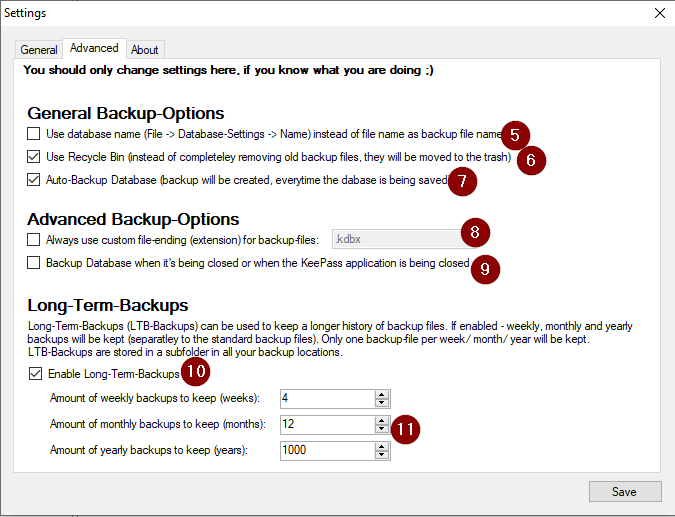 Settings
General Advanced About
You should only change settings here, if you know what you are doing ;)
General Backup-Options
Use database name (File -> Database-Settings -> Name) instead of file name as backup file name 5
Use Recycle Bin (instead of completeley removing old backup files, they will be moved to the trash) 6
Auto-Backup Database (backup will be created, everytime the dabase is being saved 7
Advanced Backup-Options
Always use custom file-ending (extension) for backup-files: .kdbx 8
Backup Database when it's being closed or when the KeePass application is being closed 9
Long-Term-Backups
Long-Term-Backups (LTB-Backups) can be used to keep a longer history of backup files. If enabled - weekly, monthly and yearly
backups will be kept (separatley to the standard backup files). Only one backup-file per week/ month/ year will be kept.
LTB-Backups are stored in a subfolder in all your backup locations.
Enable Long-Term-Backups 10
Amount of weekly backups to keep (weeks): 4
Amount of monthly backups to keep (months): 12 11
Amount of yearly backups to keep (years): 1000
Save